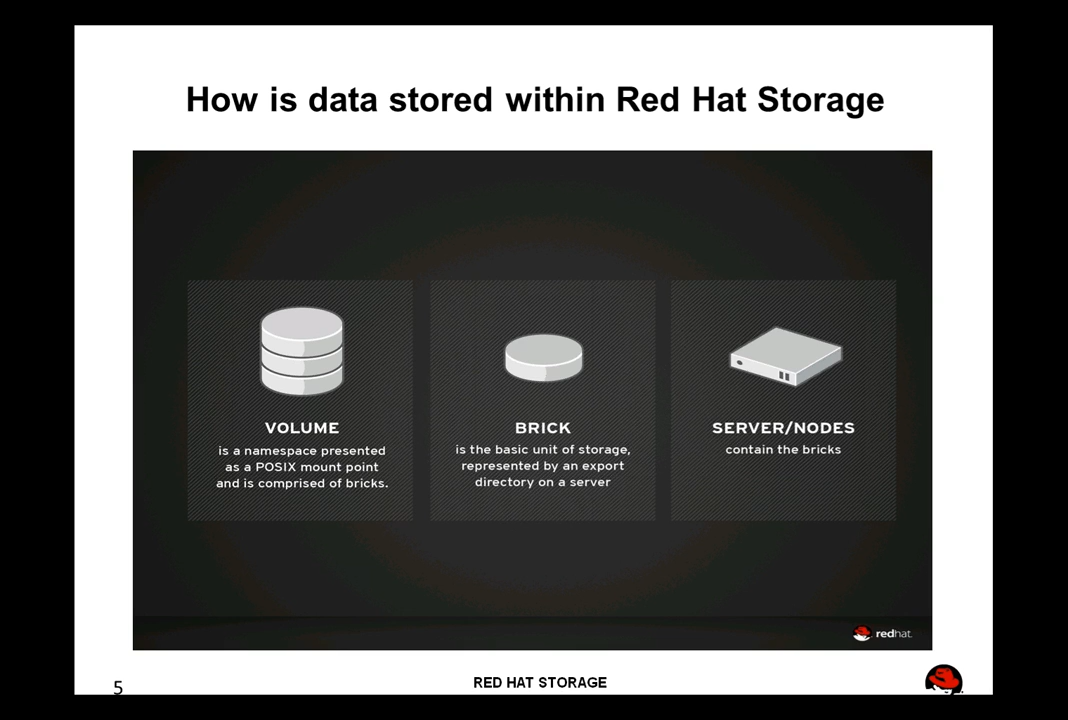 How is data stored within Red Hat Storage
VOLUME
is a namespace presented
as a POSIX mount point
and is comprised of bricks.
BRICK
is the basic unit of storage,
represented by an export
directory on a server
SERVER/NODES
contain the bricks
redhat.
5
RED HAT STORAGE